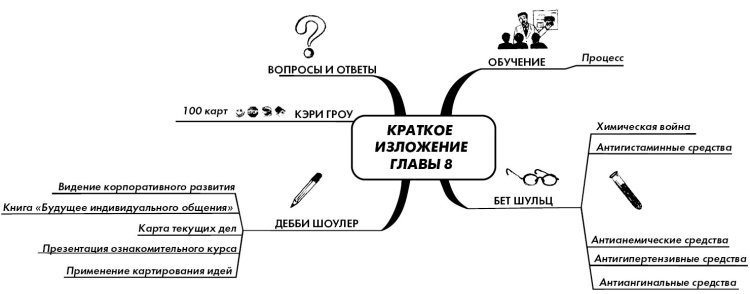 ВОПРОСЫ И ОТВЕТЫ
ОБУЧЕНИЕ
Процесс
100 карт
КЭРИ ГРОУ
КРАТКОЕ
ИЗЛОЖЕНИЕ
ГЛАВЫ 8
Химическая война
Антигистаминные средства
БЕТ ШУЛЬЦ
Антианемические средства
Антигипертензивные средства
Антиангинальные средства
ДЕББИ ШОУЛЕР
Видение корпоративного развития
Книга «Будущее индивидуального общения»
Карта текущих дел
Презентация ознакомительного курса
Применение картирования идей